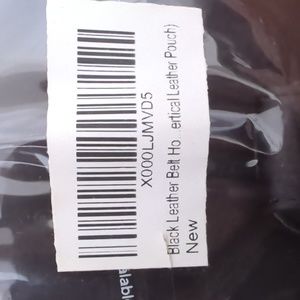 X000LJMVD5
Black Leather Belt Ho...ertical Leather Pouch)
New